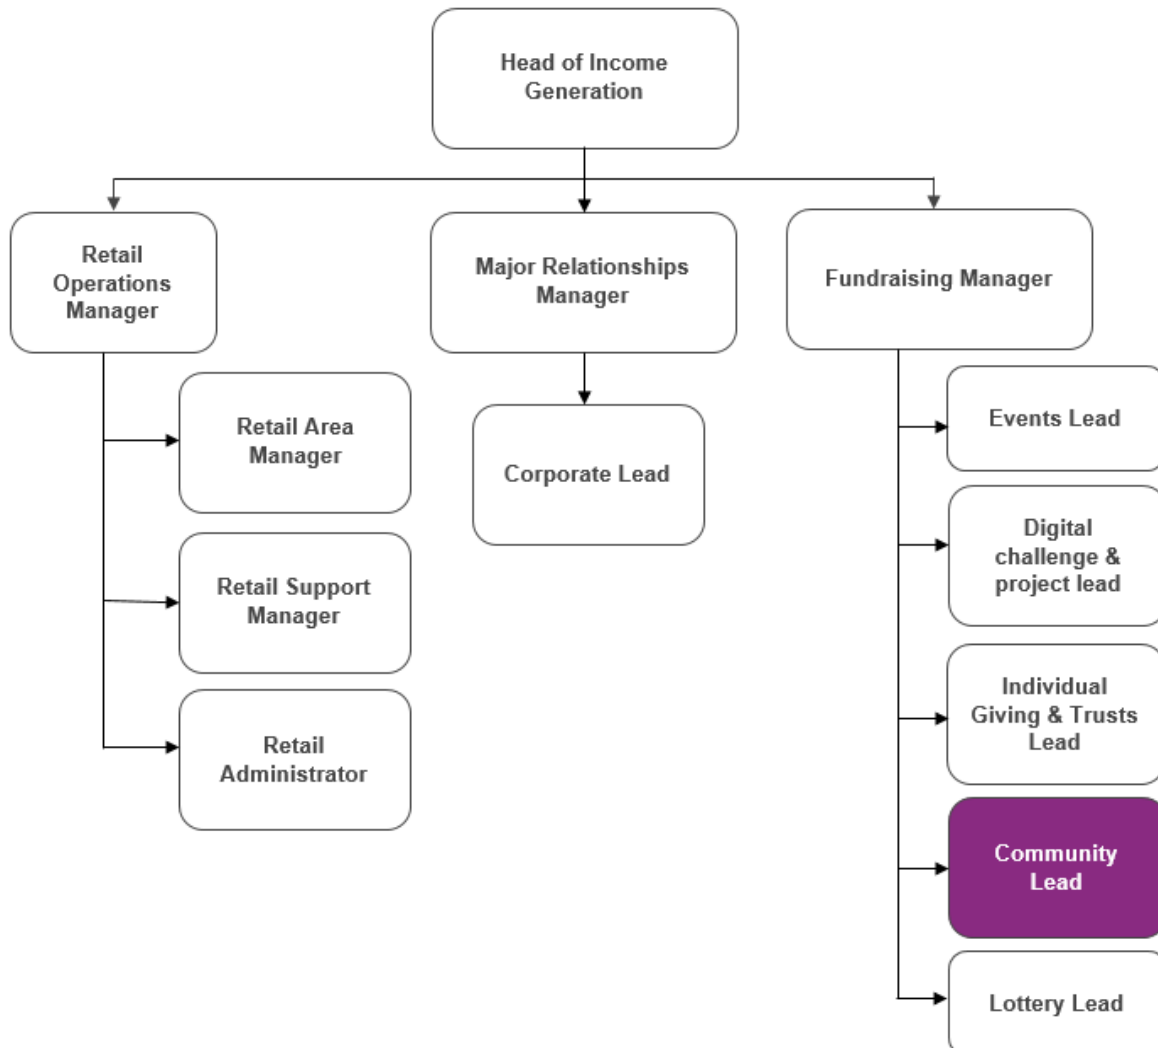 Head of Income
Generation
Retail
Operations
Manager
Major Relationships
Manager
Fundraising Manager
Retail Area
Manager
Retail Support
Manager
Retail
Administrator
Corporate Lead
Events Lead
Digital
challenge &
project lead
Individual
Giving & Trusts
Lead
Community
Lead
Lottery Lead